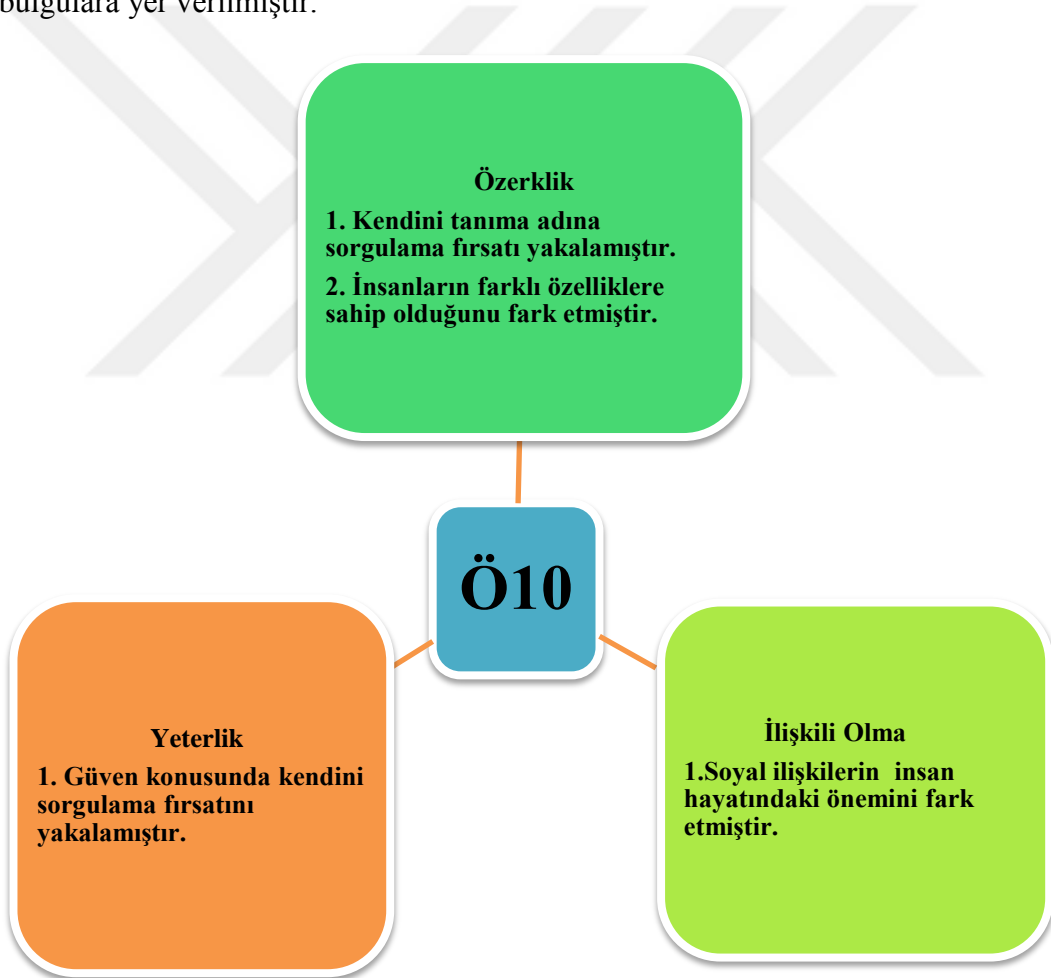 bulgulara yer verilmiştir.
Özerklik
1. Kendini tanıma adına
sorgulama fırsatı yakalamıştır.
2. İnsanların farklı özelliklere
sahip olduğunu fark etmiştir.
Ö10
Yeterlik
1. Güven konusunda kendini
sorgulama fırsatını
yakalamıştır.
İlişkili Olma
1.Soyal ilişkilerin insan
hayatındaki önemini fark
etmiştir.